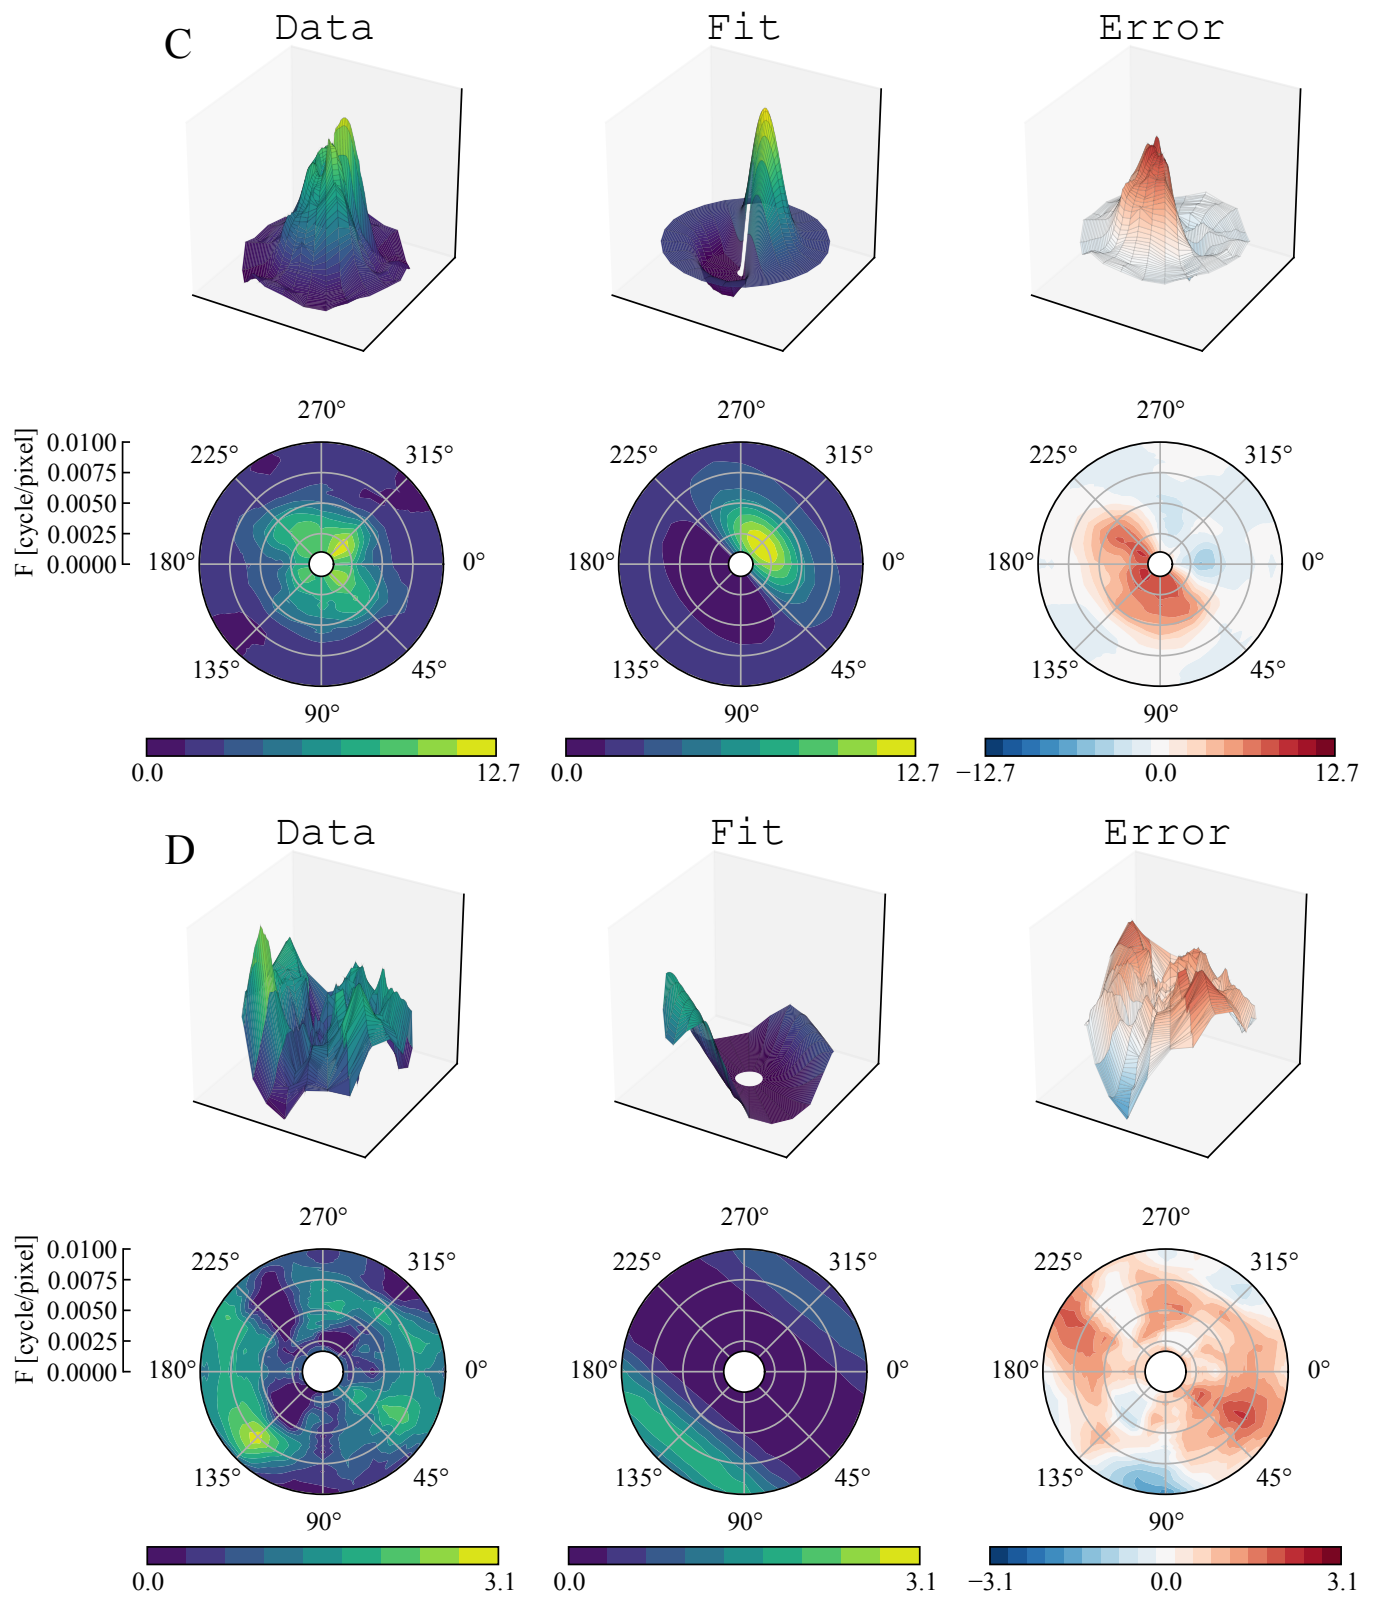 C
Data Fit Error
F [cycle/pixel]
0.0100
0.0075
0.0050
0.0025
0.0000
270° 270° 270°
225° 315° 225° 315° 225° 315°
180° 0° 180° 0° 180° 0°
135° 45° 135° 45° 135° 45°
90° 90° 90°
0.0 12.7 0.0 12.7 −12.7 0.0 12.7
D
Data Fit Error
F [cycle/pixel]
0.0100
0.0075
0.0050
0.0025
0.0000
270° 270° 270°
225° 315° 225° 315° 225° 315°
180° 0° 180° 0° 180° 0°
135° 45° 135° 45° 135° 45°
90° 90° 90°
0.0 3.1 0.0 3.1 −3.1 0.0 3.1